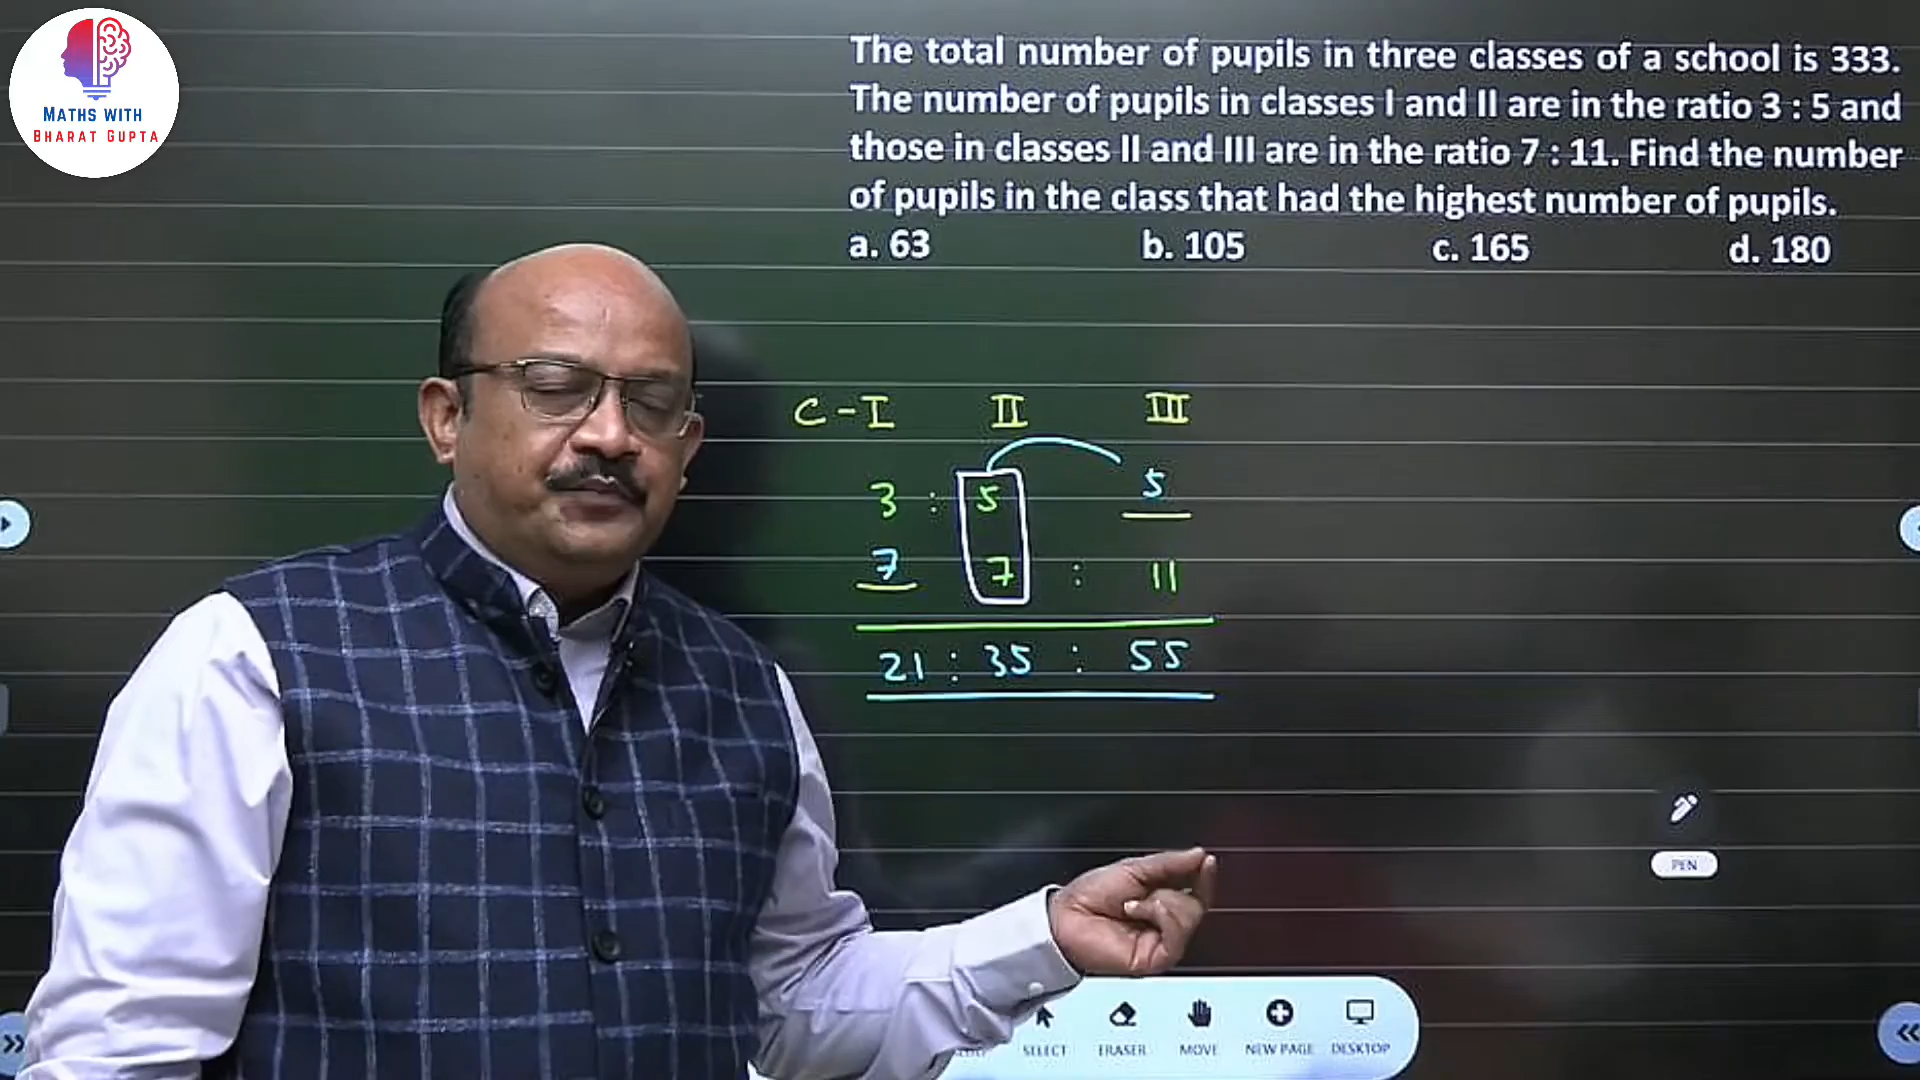 MATHS WITH
BHARAT GUPTA
The total number of pupils in three classes of a school is 333.
The number of pupils in classes I and II are in the ratio 3 : 5 and
those in classes II and III are in the ratio 7 : 11. Find the number
of pupils in the class that had the highest number of pupils.
a. 63 b. 105 c. 165 d. 180
C - I II III
3 : 5 5
7 7 : 11
21 : 35 : 55
PEN
SELECT ERASER MOVE NEW PAGE DESKTOP